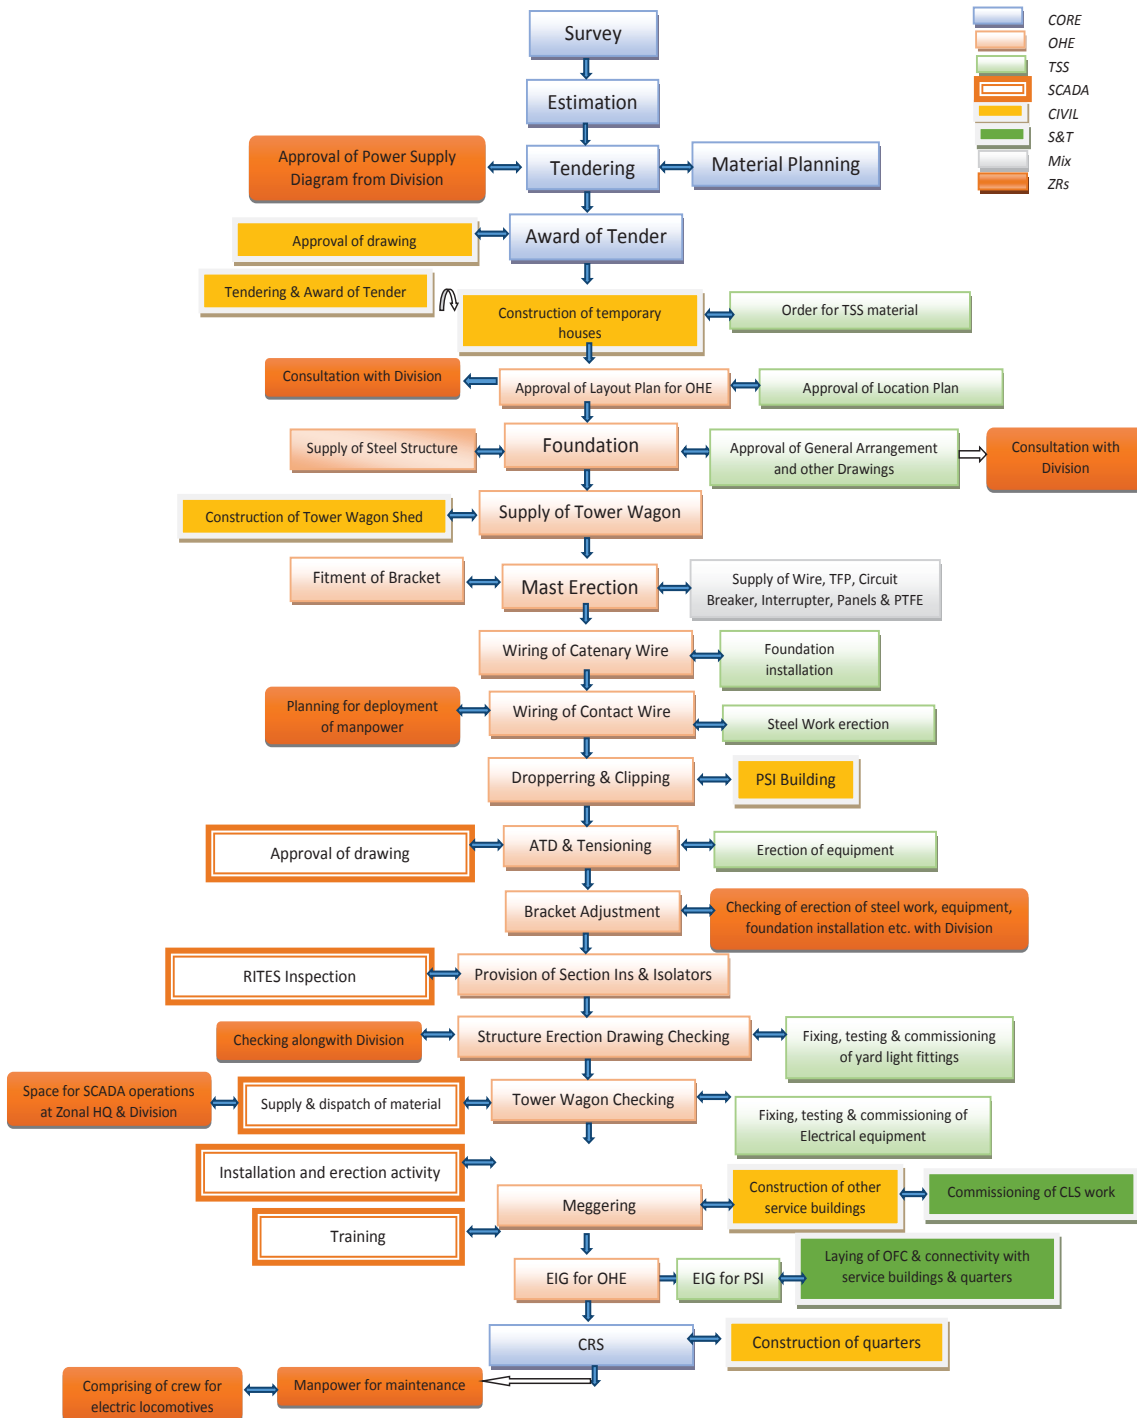 Survey
CORE
OHE
TSS
SCADA
CIVIL
S&T
Mix
ZRs
Estimation
Approval of Power Supply
Diagram from Division
Tendering
Material Planning
Approval of drawing
Award of Tender
Tendering & Award of Tender
Construction of temporary
houses
Order for TSS material
Consultation with Division
Approval of Layout Plan for OHE
Approval of Location Plan
Supply of Steel Structure
Foundation
Approval of General Arrangement
and other Drawings
Consultation with
Division
Construction of Tower Wagon Shed
Supply of Tower Wagon
Fitment of Bracket
Mast Erection
Supply of Wire, TFP, Circuit
Breaker, Interrupter, Panels & PTFE
Wiring of Catenary Wire
Foundation
installation
Planning for deployment
of manpower
Wiring of Contact Wire
Steel Work erection
Dropperring & Clipping
PSI Building
Approval of drawing
ATD & Tensioning
Erection of equipment
Bracket Adjustment
Checking of erection of steel work, equipment,
foundation installation etc. with Division
RITES Inspection
Provision of Section Ins & Isolators
Checking alongwith Division
Structure Erection Drawing Checking
Fixing, testing & commissioning
of yard light fittings
Space for SCADA operations
at Zonal HQ & Division
Supply & dispatch of material
Tower Wagon Checking
Fixing, testing & commissioning of
Electrical equipment
Installation and erection activity
Meggering
Construction of other
service buildings
Commissioning of CLS work
Training
EIG for OHE
EIG for PSI
Laying of OFC & connectivity with
service buildings & quarters
CRS
Construction of quarters
Comprising of crew for
electric locomotives
Manpower for maintenance